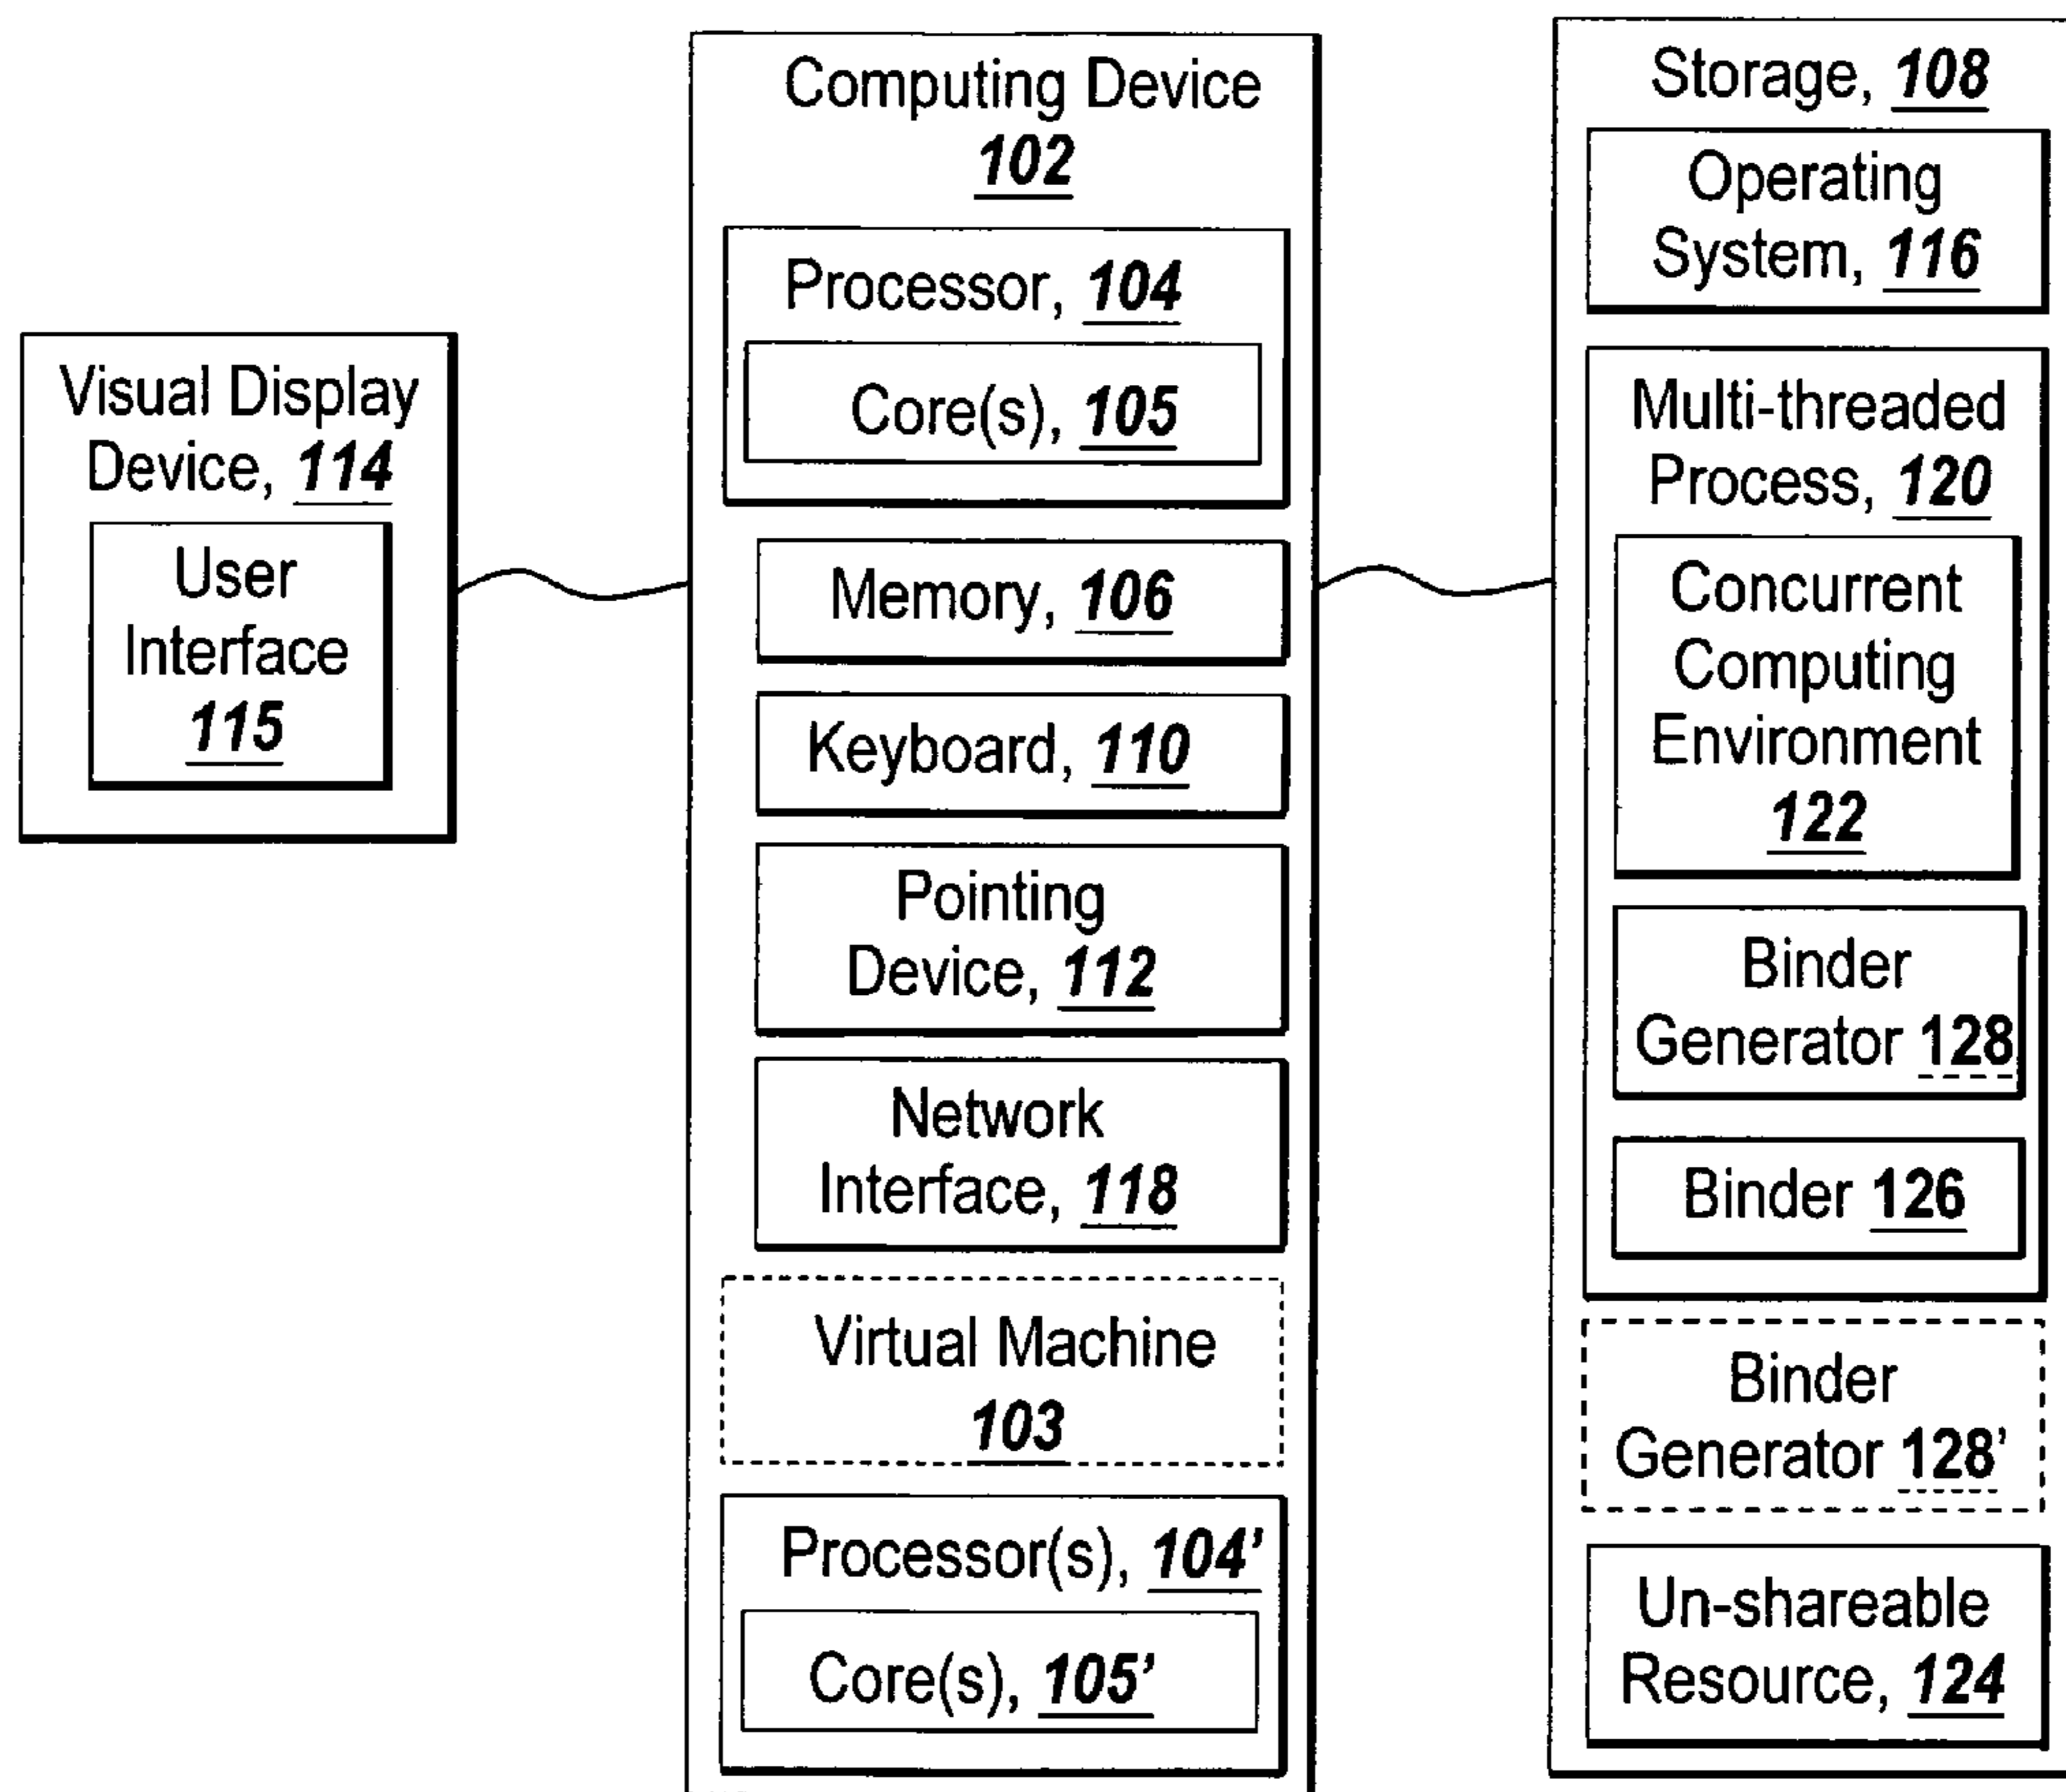 Visual Display
Device, 114
User
Interface
115
Computing Device
102
Processor, 104
Core(s), 105
Memory, 106
Keyboard, 110
Pointing
Device, 112
Network
Interface, 118
Virtual Machine
103
Processor(s), 104’
Core(s), 105’
Storage, 108
Operating
System, 116
Multi-threaded
Process, 120
Concurrent
Computing
Environment
122
Binder
Generator 128
Binder 126
Binder
Generator 128’
Un-shareable
Resource, 124